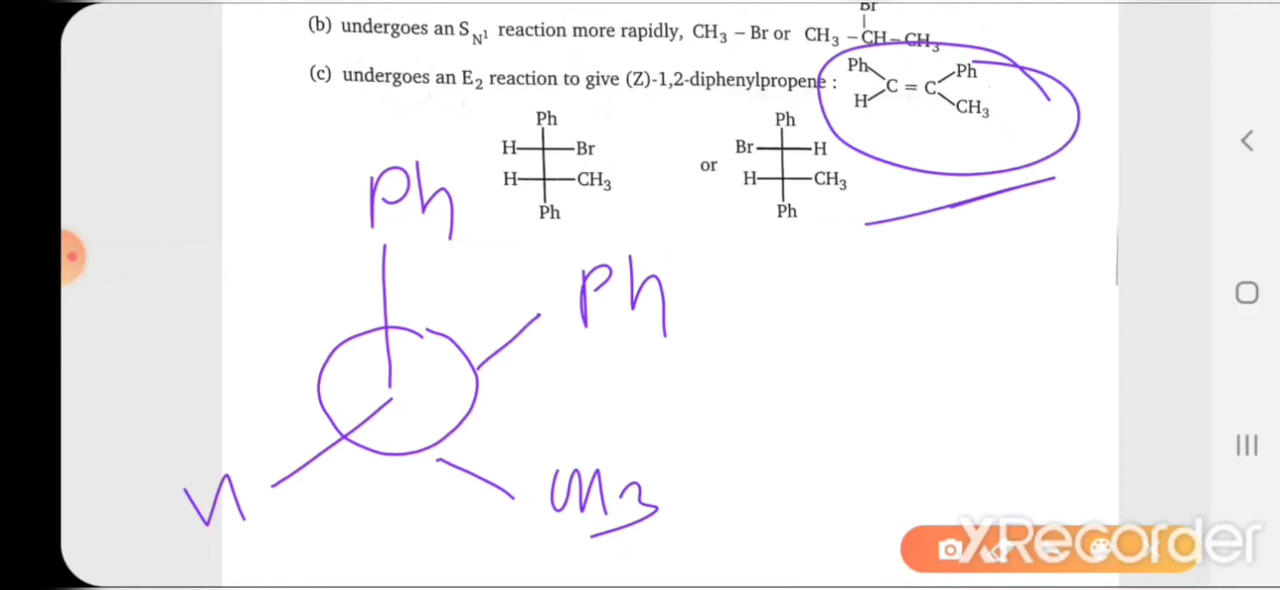 Br
(b) undergoes an SN1 reaction more rapidly, CH3 – Br or CH3 – CH – CH3
(c) undergoes an E2 reaction to give (Z)-1,2-diphenylpropene :
Ph Ph
C = C
H CH3
Ph Ph
H Br or Br H
H CH3 H CH3
Ph Ph
Ph
Ph
H
CH3
XRecorder